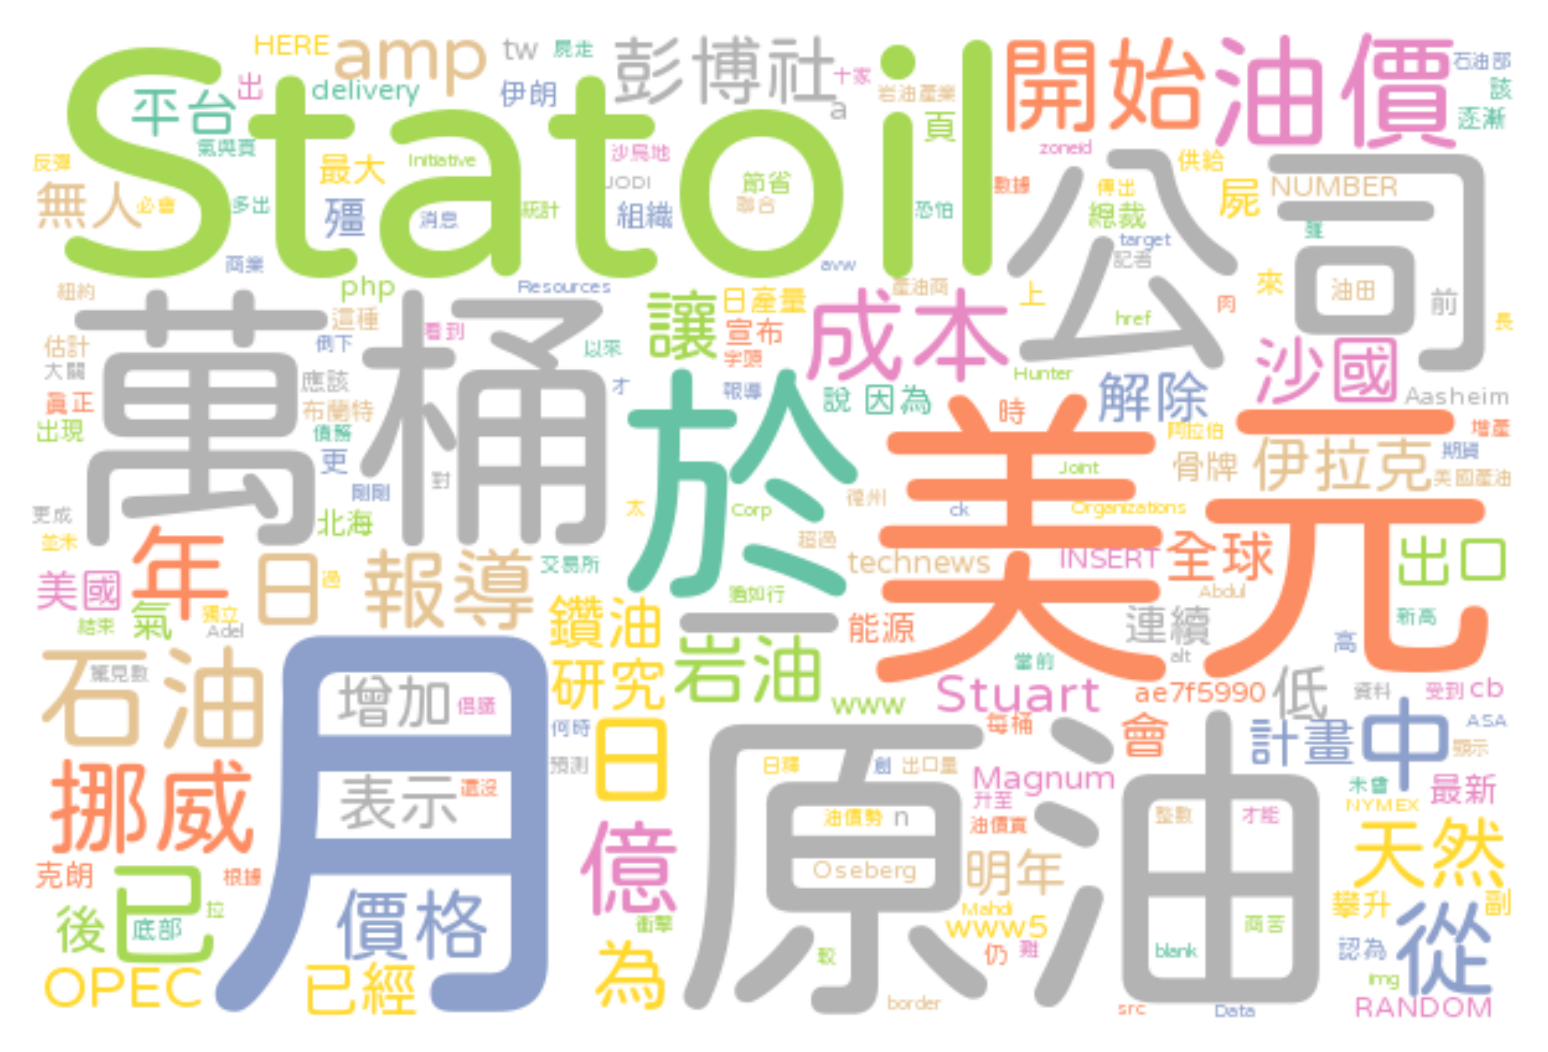 HERE
amp
tw
屍走
彭博社
十家
開始
油價
石油部
Statoil
出
delivery
伊朗
a
岩油產業
該
平台
頁
逐漸
氣與頁
反彈
最大
Initiative
沙烏地
zoneid
公司
供給
無人
必會
多出
殭
消息
統計
JODI
組織
節省
聯合
恐怕
數據
傳出
總裁
屍
NUMBER
target
記者
商業
avw
紐約
php
Resources
產油商
上
來
肉
油田
前
長
萬桶
這種
讓
日產量
宣布
字頭
成本
href
估計
大關
倒下
看到
以來
應該
才
報導
Hunter
沙國
解除
Aasheim
真正
布蘭特
說
因為
時
出現
債務
阿拉伯
增產
更
於
美元
Joint
骨牌
伊拉克
期貨
美國產油
剛剛
對
德州
更成
北海
太
Corp
ck
Organizations
並未
超過
年
日
報導
交易所
technews
INSERT
全球
出口
美國
過
Abdul
氣
獨立
Adel
結束
鑽油
一
能源
連續
新高
高
石油
月
研究
岩油
當前
alt
增加
倡議
www
Stuart
ae7f5990
低
資料
受到
cb
何時
日
原油
每桶
會
計畫
中
ASA
顯示
預測
日釋
創
出口量
Magnum
未曾
最新
挪威
表示
還沒
升至
NYMEX
油價勢
n
油價真
整數
才能
億
天然
克朗
根據
Oseberg
明年
已
後
底部
拉
價格
衝擊
Mahdi
www5
攀升
副
商苦
從
為
較
仍
難
blank
認為
img
OPEC
已經
border
src
Data
RANDOM